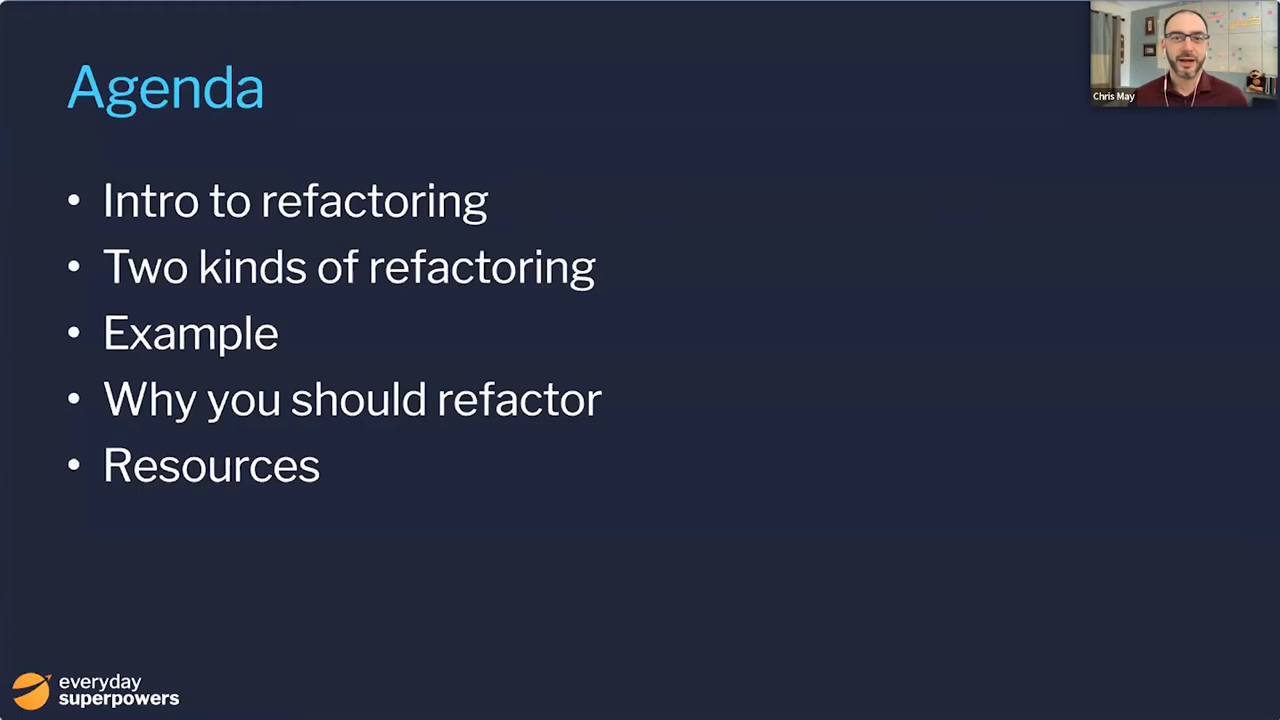 Agenda
Chris May
• Intro to refactoring
• Two kinds of refactoring
• Example
• Why you should refactor
• Resources
everyday
superpowers